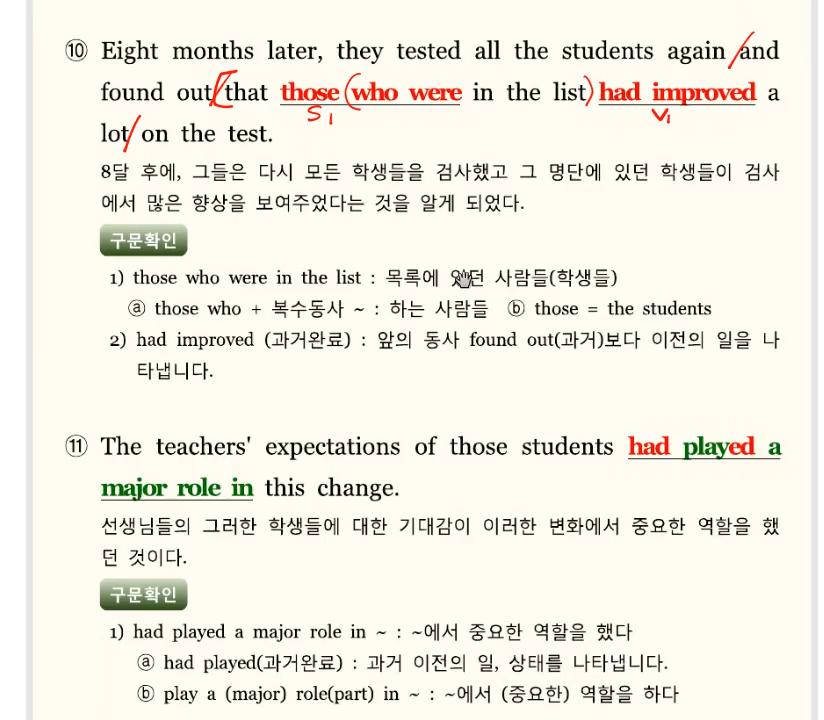 ⑩ Eight months later, they tested all the students again and
found out that those who were in the list had improved a
S₁ V₁
lot on the test.
8달 후에, 그들은 다시 모든 학생들을 검사했고 그 명단에 있던 학생들이 검사
에서 많은 향상을 보여주었다는 것을 알게 되었다.
구문확인
1) those who were in the list : 목록에 있던 사람들(학생들)
ⓐ those who + 복수동사 ~ : 하는 사람들 ⓑ those = the students
2) had improved (과거완료) : 앞의 동사 found out(과거)보다 이전의 일을 나
타냅니다.
⑪ The teachers' expectations of those students had played a
major role in this change.
선생님들의 그러한 학생들에 대한 기대감이 이러한 변화에서 중요한 역할을 했
던 것이다.
구문확인
1) had played a major role in ~ : ~에서 중요한 역할을 했다
ⓐ had played(과거완료) : 과거 이전의 일, 상태를 나타냅니다.
ⓑ play a (major) role(part) in ~ : ~에서 (중요한) 역할을 하다